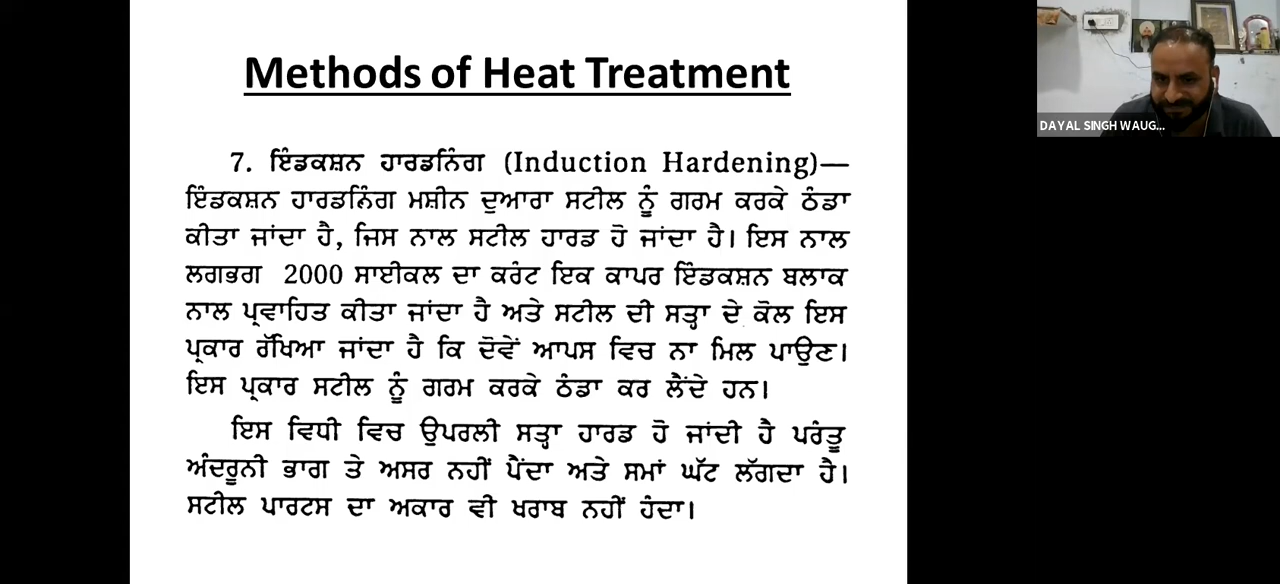 Methods of Heat Treatment
7. ਇੰਡਕਸ਼ਨ ਹਾਰਡਨਿੰਗ (Induction Hardening)—
ਇੰਡਕਸ਼ਨ ਹਾਰਡਨਿੰਗ ਮਸ਼ੀਨ ਦੁਆਰਾ ਸਟੀਲ ਨੂੰ ਗਰਮ ਕਰਕੇ ਠੰਡਾ
ਕੀਤਾ ਜਾਂਦਾ ਹੈ, ਜਿਸ ਨਾਲ ਸਟੀਲ ਹਾਰਡ ਹੋ ਜਾਂਦਾ ਹੈ। ਇਸ ਨਾਲ
ਲਗਭਗ 2000 ਸਾਈਕਲ ਦਾ ਕਰੰਟ ਇਕ ਕਾਪਰ ਇੰਡਕਸ਼ਨ ਬਲਾਕ
ਨਾਲ ਪ੍ਰਵਾਹਿਤ ਕੀਤਾ ਜਾਂਦਾ ਹੈ ਅਤੇ ਸਟੀਲ ਦੀ ਸਤ੍ਹਾ ਦੇ ਕੋਲ ਇਸ
ਪ੍ਰਕਾਰ ਰੱਖਿਆ ਜਾਂਦਾ ਹੈ ਕਿ ਦੋਵੇਂ ਆਪਸ ਵਿਚ ਨਾ ਮਿਲ ਪਾਉਣ।
ਇਸ ਪ੍ਰਕਾਰ ਸਟੀਲ ਨੂੰ ਗਰਮ ਕਰਕੇ ਠੰਡਾ ਕਰ ਲੈਂਦੇ ਹਨ।
ਇਸ ਵਿਧੀ ਵਿਚ ਉਪਰਲੀ ਸਤ੍ਹਾ ਹਾਰਡ ਹੋ ਜਾਂਦੀ ਹੈ ਪਰੰਤੂ
ਅੰਦਰੂਨੀ ਭਾਗ ਤੇ ਅਸਰ ਨਹੀਂ ਪੈਂਦਾ ਅਤੇ ਸਮਾਂ ਘੱਟ ਲੱਗਦਾ ਹੈ।
ਸਟੀਲ ਪਾਰਟਸ ਦਾ ਅਕਾਰ ਵੀ ਖਰਾਬ ਨਹੀਂ ਹੰਦਾ।
DAYAL SINGH WAUG...